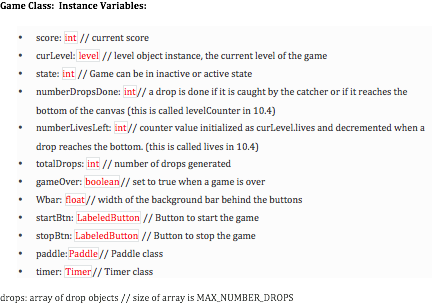 Game Class:  Instance Variables:
• score: int // current score
• curLevel: level // level object instance, the current level of the game
• state: int // Game can be in inactive or active state
• numberDropsDone: int// a drop is done if it is caught by the catcher or if it reaches the
bottom of the canvas (this is called levelCounter in 10.4)
• numberLivesLeft: int// counter value initialized as curLevel.lives and decremented when a
drop reaches the bottom. (this is called lives in 10.4)
• totalDrops: int // number of drops generated
• gameOver: boolean// set to true when a game is over
• Wbar: float// width of the background bar behind the buttons
• startBtn: LabeledButton // Button to start the game
• stopBtn: LabeledButton // Button to stop the game
• paddle:Paddle// Paddle class
• timer: Timer// Timer class
drops: array of drop objects // size of array is MAX_NUMBER_DROPS